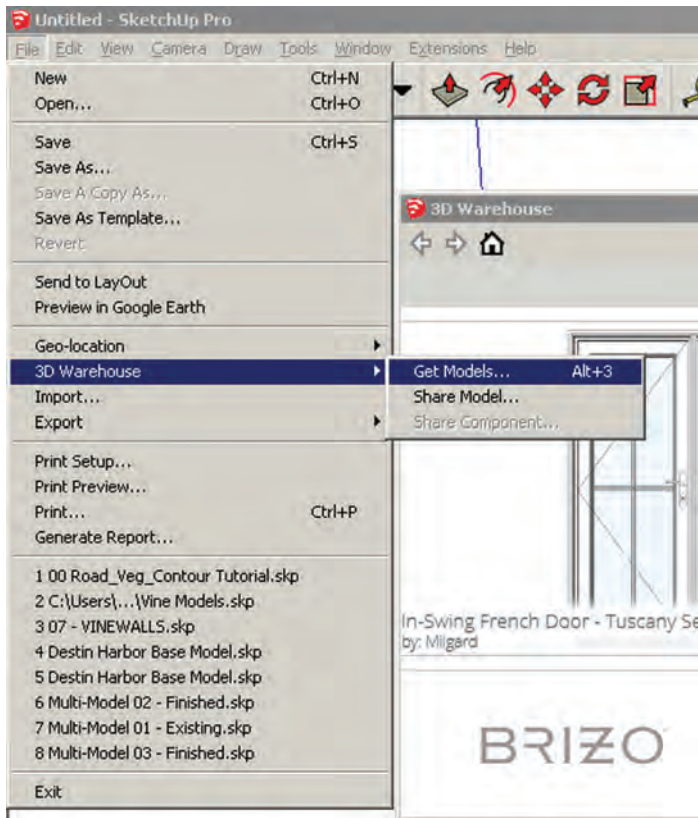 Untitled - SketchUp Pro
File Edit View Camera Draw Tools Window Extensions Help
New Ctrl+N
Open... Ctrl+O
Save Ctrl+S
Save As...
Save A Copy As...
Save As Template...
Revert
Send to LayOut
Preview in Google Earth
Geo-location
3D Warehouse
Import...
Export
Print Setup...
Print Preview...
Print... Ctrl+P
Generate Report...
1 00 Road_Veg_Contour Tutorial.skp
2 C:\Users\...\Vine Models.skp
3 07 - VINEWALLS.skp
4 Destin Harbor Base Model.skp
5 Destin Harbor Base Model.skp
6 Multi-Model 02 - Finished.skp
7 Multi-Model 01 - Existing.skp
8 Multi-Model 03 - Finished.skp
Exit
Get Models... Alt+3
Share Model...
Share Component...
3D Warehouse
In-Swing French Door - Tuscany Se
by: Milgard
BRIZO